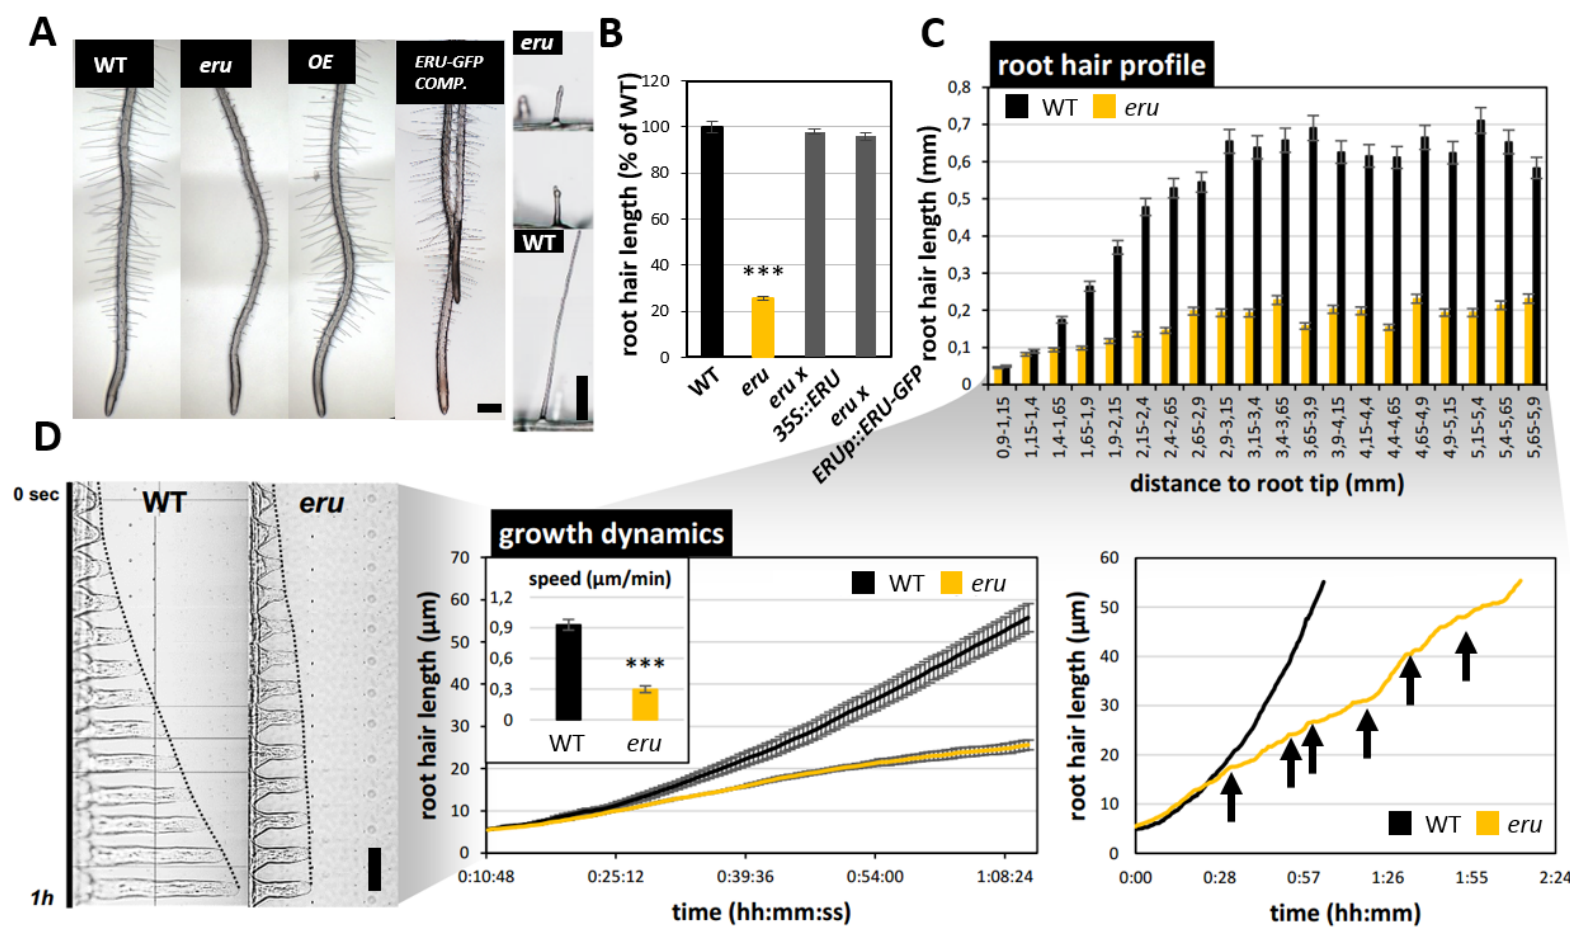 A
WT
eru
OE
ERU-GFP
COMP.
eru
WT
B
root hair length (% of WT)
120
100
80
60
40
20
0
***
WT
eru
eru x
35S::ERU
eru x
ERUp::ERU-GFP
C
root hair profile
WT
eru
root hair length (mm)
0,8
0,7
0,6
0,5
0,4
0,3
0,2
0,1
0
0,9-1,15
1,15-1,4
1,4-1,65
1,65-1,9
1,9-2,15
2,15-2,4
2,4-2,65
2,65-2,9
2,9-3,15
3,15-3,4
3,4-3,65
3,65-3,9
3,9-4,15
4,15-4,4
4,4-4,65
4,65-4,9
4,9-5,15
5,15-5,4
5,4-5,65
5,65-5,9
distance to root tip (mm)
D
0 sec
WT
eru
1h
growth dynamics
root hair length (µm)
70
60
50
40
30
20
10
0
speed (µm/min)
1,2
0,9
0,6
0,3
0
***
WT
eru
WT
eru
0:10:48
0:25:12
0:39:36
0:54:00
1:08:24
time (hh:mm:ss)
root hair length (µm)
60
50
40
30
20
10
0
WT
eru
0:00
0:28
0:57
1:26
1:55
2:24
time (hh:mm)